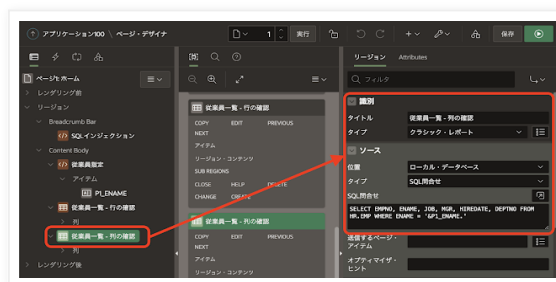 アプリケーション100 \ ページ・デザイナ
1
実行
保存
ページ1: ホーム
レンダリング前
リージョン
Breadcrumb Bar
SQLインジェクション
Content Body
従業員指定
アイテム
P1_ENAME
従業員一覧 - 行の確認
列
従業員一覧 - 列の確認
列
レンダリング後
従業員一覧 - 行の確認
COPY EDIT PREVIOUS
NEXT
アイテム
リージョン・コンテンツ
SUB REGIONS
CLOSE HELP DELETE
CHANGE CREATE
従業員一覧 - 列の確認
COPY EDIT PREVIOUS
NEXT
アイテム
リージョン・コンテンツ
リージョン Attributes
フィルタ
識別
タイトル 従業員一覧 - 列の確認
タイプ クラシック・レポート
ソース
位置 ローカル・データベース
タイプ SQL問合せ
SQL問合せ
SELECT EMPNO, ENAME, JOB, MGR, HIREDATE, DEPTNO FROM
HR.EMP WHERE ENAME = '&P1_ENAME.'
送信するページ・
アイテム
オプティマイザ・
ヒント